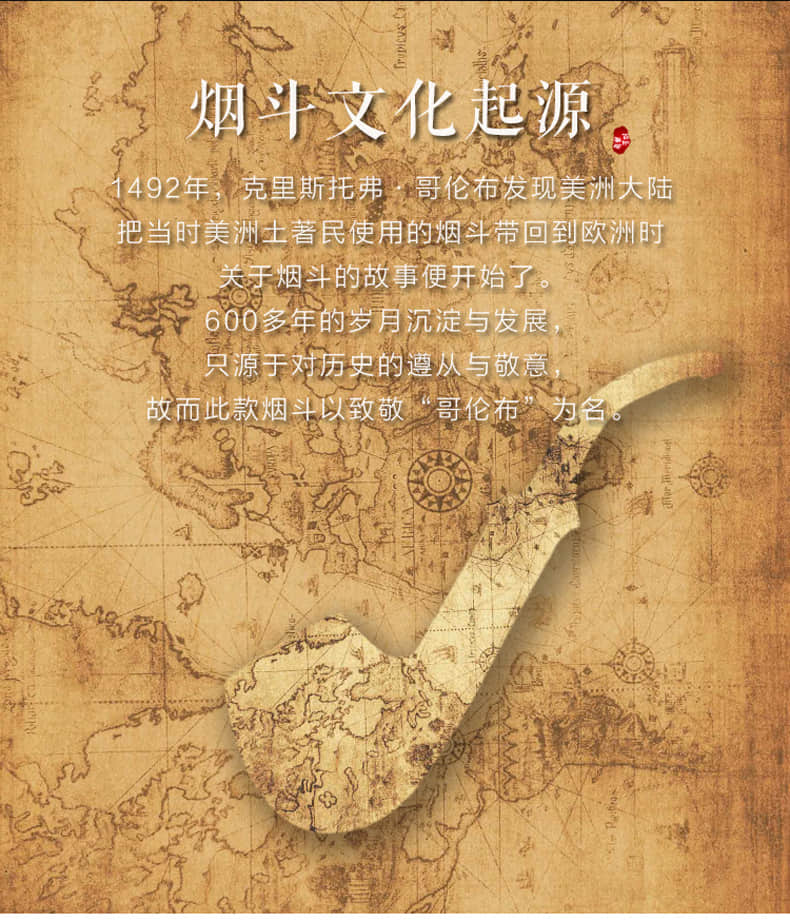 烟斗文化起源
1492年，克里斯托弗·哥伦布发现美洲大陆
把当时美洲土著民使用的烟斗带回到欧洲时
关于烟斗的故事便开始了。
600多年的岁月沉淀与发展，
只源于对历史的遵从与敬意，
故而此款烟斗以致敬“哥伦布”为名。